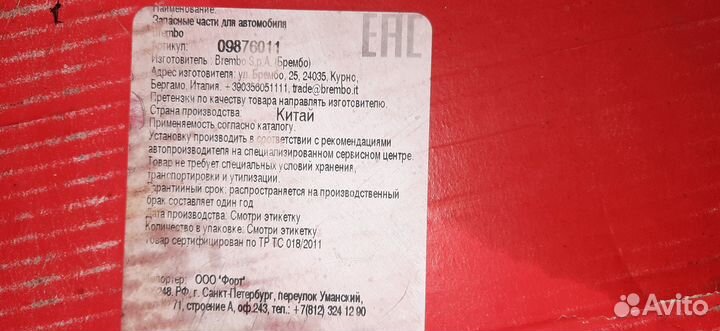 Наименование:
Запасные части для автомобиля
Brembo
Артикул: 09876011
Изготовитель: Brembo S.p.A. (Брембо)
Адрес изготовителя: ул. Брембо, 25, 24035, Курно,
Бергамо, Италия. +390356051111, trade@brembo.it
Претензии по качеству товара направлять изготовителю.
Страна производства: Китай
Применяемость согласно каталогу.
Установку производить в соответствии с рекомендациями
автопроизводителя на специализированном сервисном центре.
Товар не требует специальных условий хранения,
транспортировки и утилизации.
Гарантийный срок: распространяется на производственный
брак составляет один год
Дата производства: Смотри этикетку
Количество в упаковке: Смотри этикетку
Товар сертифицирован по ТР ТС 018/2011
ООО "Форт"
248, РФ, г. Санкт-Петербург, переулок Уманский,
71, строение А, оф.243, тел.: +7(812) 324 12 90
EAC
Avito